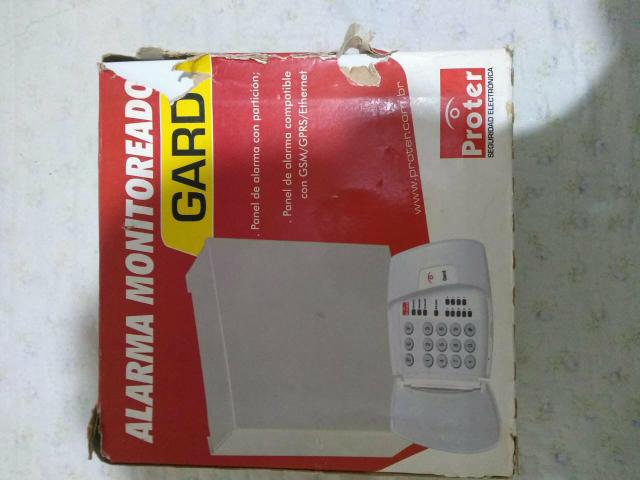 ALARMA MONITOREADO
GARD
. Panel de alarma con partición;
. Panel de alarma compatible
con GSM/GPRS/Ethernet
www.proter.com.br
Proter
SEGURIDAD ELECTRONICA